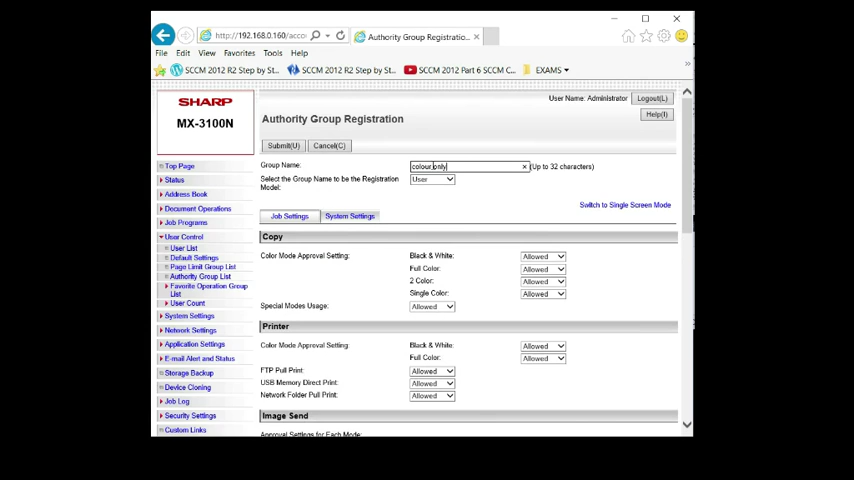 http://192.168.0.160/acco
Authority Group Registratio...
File Edit View Favorites Tools Help
SCCM 2012 R2 Step by St... SCCM 2012 R2 Step by St... SCCM 2012 Part 6 SCCM C... EXAMS
SHARP
MX-3100N
User Name: Administrator Logout(L)
Help(I)
Authority Group Registration
Submit(U) Cancel(C)
Group Name: colour only (Up to 32 characters)
Select the Group Name to be the Registration Model: User
Switch to Single Screen Mode
Job Settings System Settings
Top Page
Status
Address Book
Document Operations
Job Programs
User Control
User List
Default Settings
Page Limit Group List
Authority Group List
Favorite Operation Group
List
User Count
System Settings
Network Settings
Application Settings
E-mail Alert and Status
Storage Backup
Device Cloning
Job Log
Security Settings
Custom Links
Copy
Color Mode Approval Setting: Black & White: Allowed
Full Color: Allowed
2 Color: Allowed
Single Color: Allowed
Special Modes Usage: Allowed
Printer
Color Mode Approval Setting: Black & White: Allowed
Full Color: Allowed
FTP Pull Print: Allowed
USB Memory Direct Print: Allowed
Network Folder Pull Print: Allowed
Image Send
Approval Settings for Each Mode: